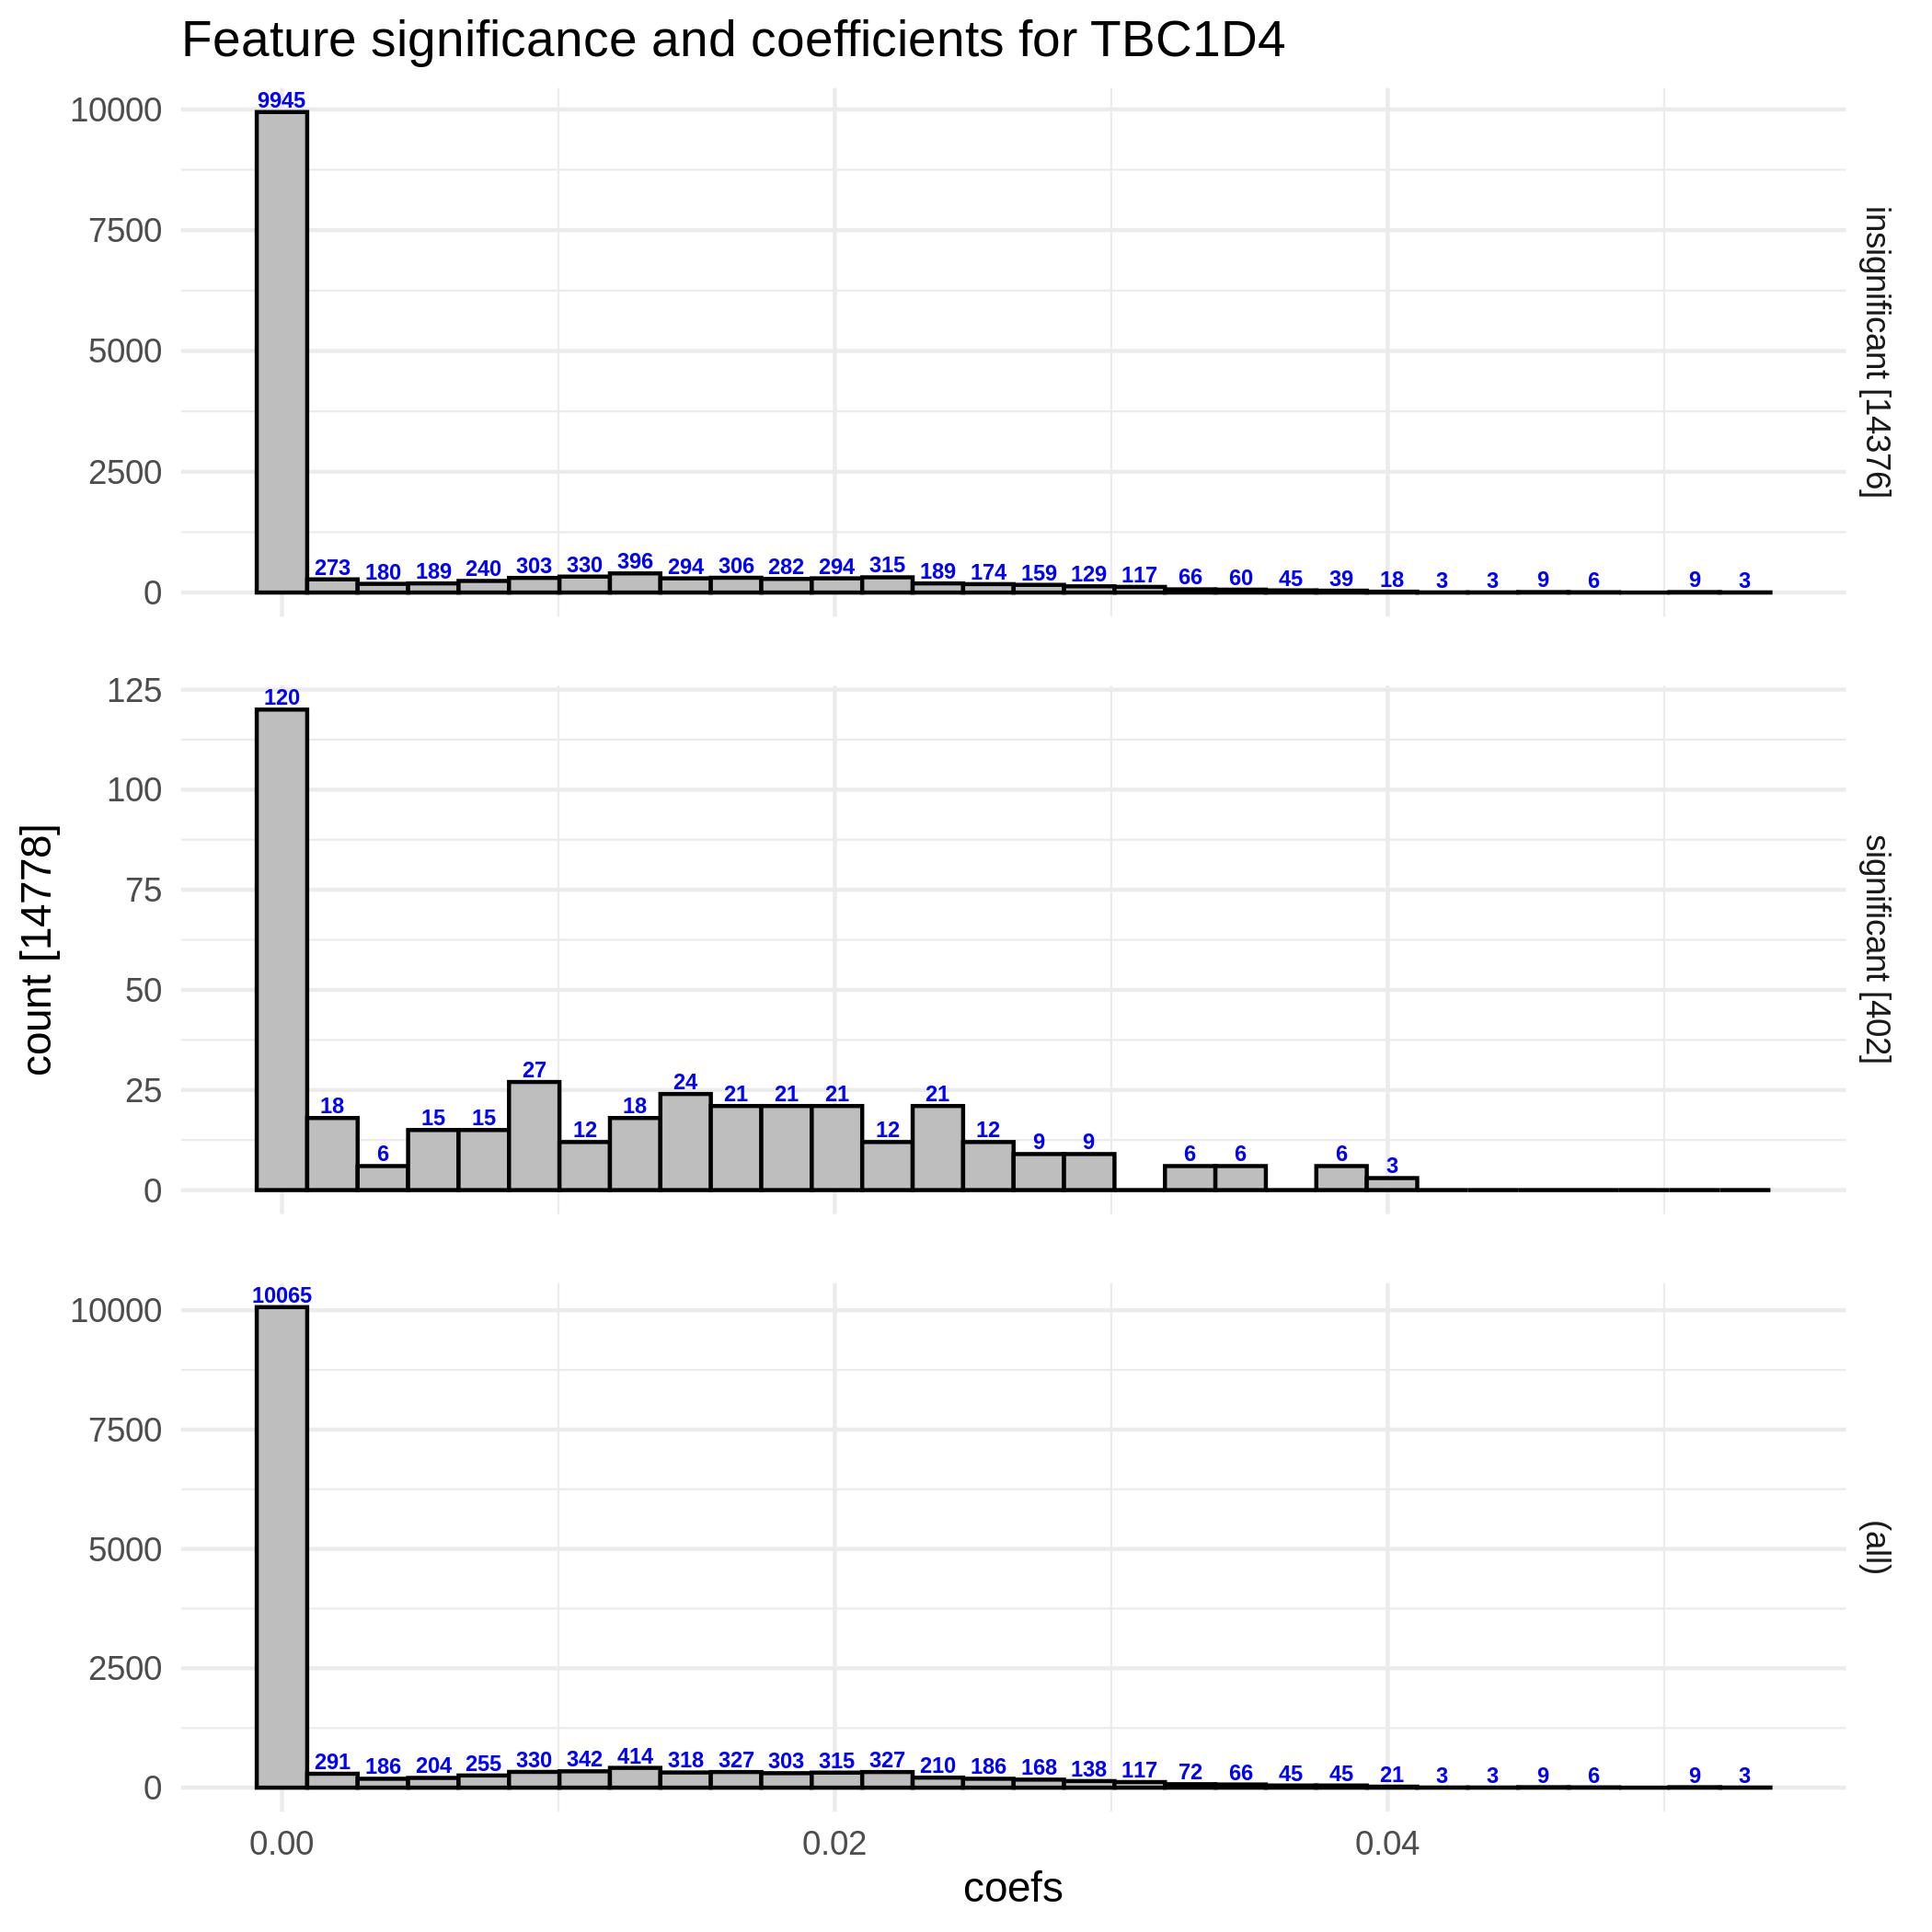 Feature significance and coefficients for TBC1D4
10000
7500
5000
2500
0
9945
273 180 189 240 303 330 396 294 306 282 294 315 189 174 159 129 117 66 60 45 39 18 3 3 9 6 9 3
insignificant [14376]
count [14778]
125
100
75
50
25
0
120
18 6 15 15 27 12 18 24 21 21 21 12 21 12 9 9 6 6 6 3
significant [402]
10000
7500
5000
2500
0
10065
291 186 204 255 330 342 414 318 327 303 315 327 210 186 168 138 117 72 66 45 45 21 3 3 9 6 9 3
(all)
0.00 0.02 0.04
coefs